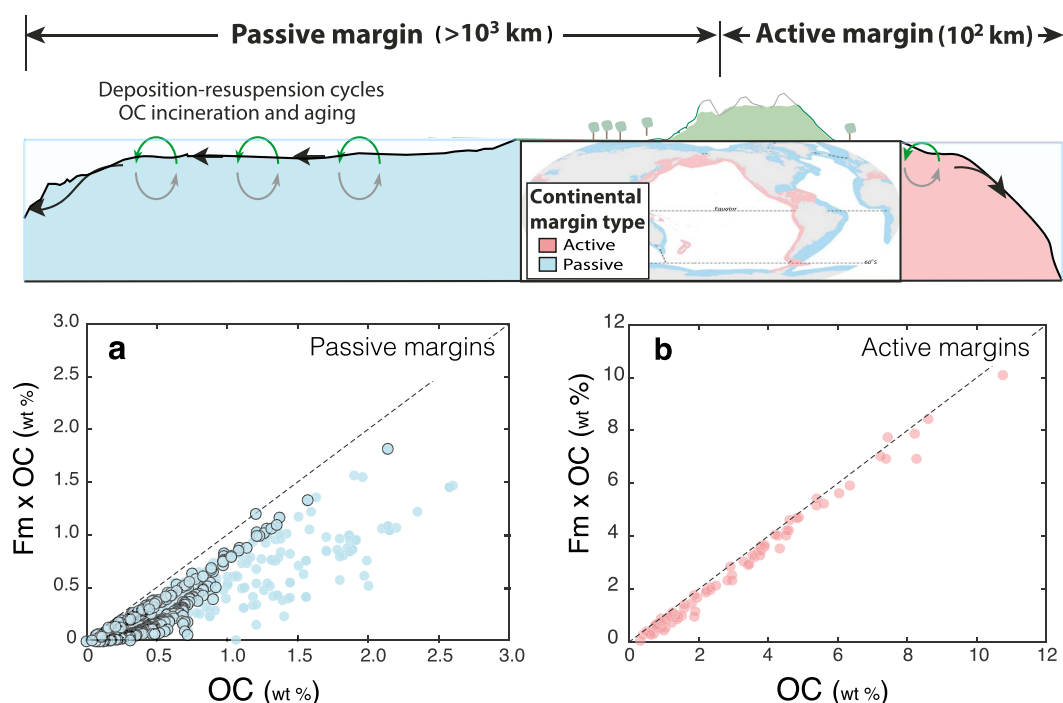 Passive margin (>10³ km)
Active margin (10² km)
Deposition-resuspension cycles
OC incineration and aging
Continental
margin type
Active
Passive
Equator
60°S
a
Passive margins
Fm x OC (wt %)
3.0
2.5
2.0
1.5
1.0
0.5
0
0 0.5 1.0 1.5 2.0 2.5 3.0
OC (wt %)
b
Active margins
Fm x OC (wt %)
12
10
8
6
4
2
0
0 2 4 6 8 10 12
OC (wt %)